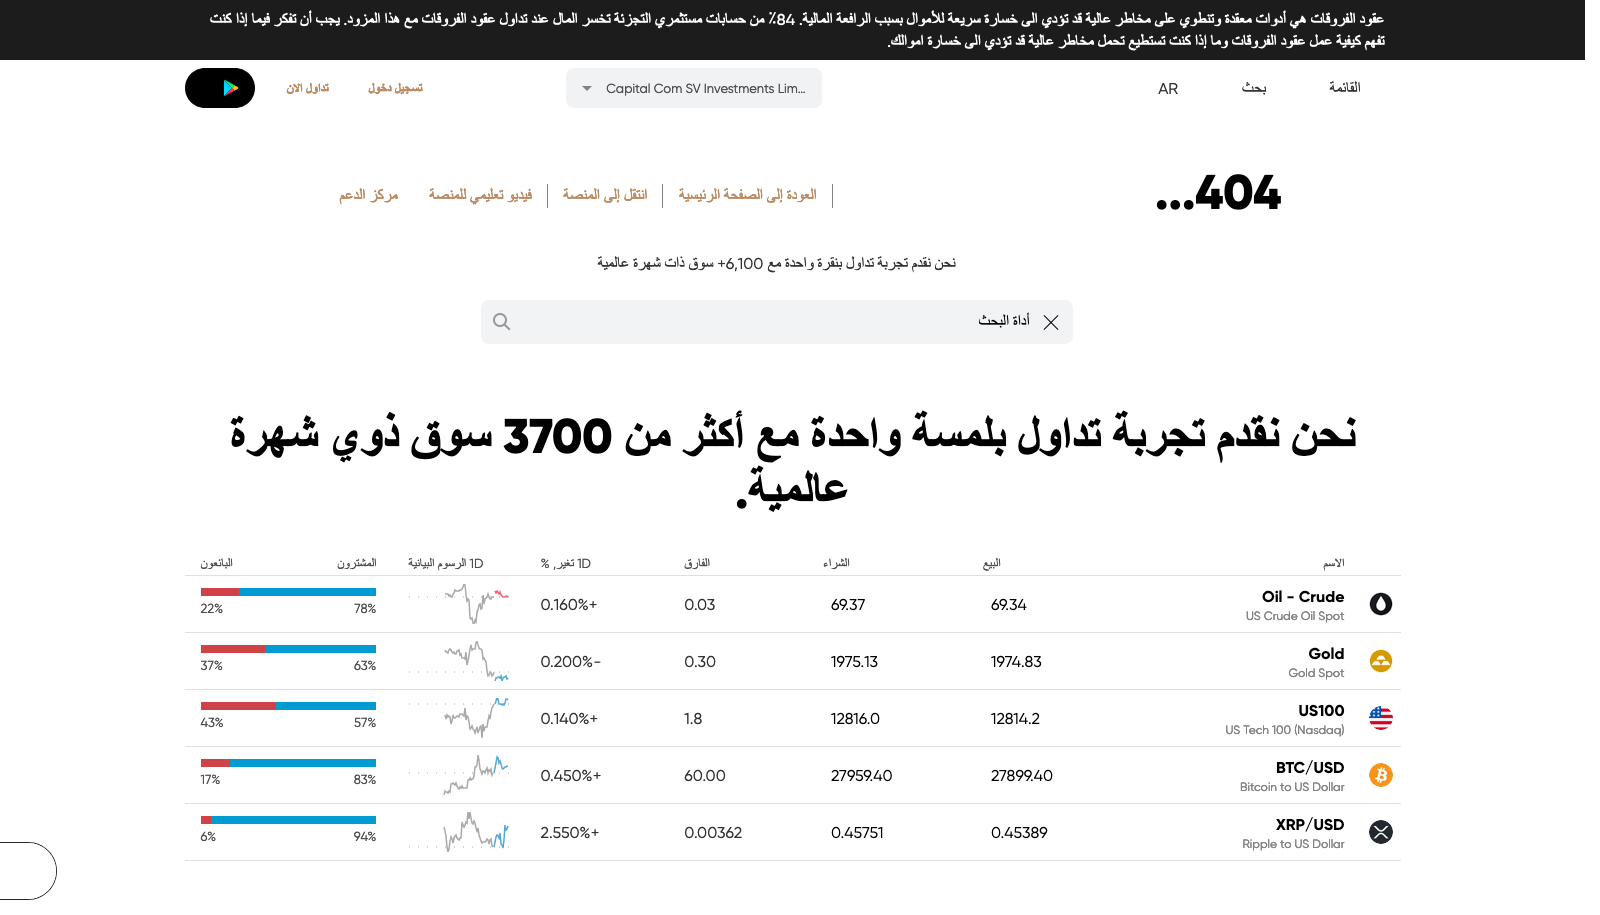 عقود الفروقات هي أدوات معقدة وتنطوي على مخاطر عالية قد تؤدي الى خسارة سريعة للأموال بسبب الرافعة المالية. 84٪ من حسابات مستثمري التجزئة تخسر المال عند تداول عقود الفروقات مع هذا المزود. يجب أن تفكر فيما إذا كنت
تفهم كيفية عمل عقود الفروقات وما إذا كنت تستطيع تحمل مخاطر عالية قد تؤدي الى خسارة اموالك.
القائمة بحث AR Capital Com SV Investments Lim... تسجيل دخول تداول الان
404...
العودة إلى الصفحة الرئيسية انتقل إلى المنصة فيديو تعليمي للمنصة مركز الدعم
نحن نقدم تجربة تداول بنقرة واحدة مع 6,100+ سوق ذات شهرة عالمية
أداة البحث
نحن نقدم تجربة تداول بلمسة واحدة مع أكثر من 3700 سوق ذوي شهرة
عالمية.
الاسم البيع الشراء الفارق 1D تغير, % 1D الرسوم البيانية المشترون البائعون
Oil - Crude 69.34 69.37 0.03 0.160%+ 78% 22%
US Crude Oil Spot
Gold 1974.83 1975.13 0.30 0.200%- 63% 37%
Gold Spot
US100 12814.2 12816.0 1.8 0.140%+ 57% 43%
US Tech 100 (Nasdaq)
BTC/USD 27899.40 27959.40 60.00 0.450%+ 83% 17%
Bitcoin to US Dollar
XRP/USD 0.45389 0.45751 0.00362 2.550%+ 94% 6%
Ripple to US Dollar